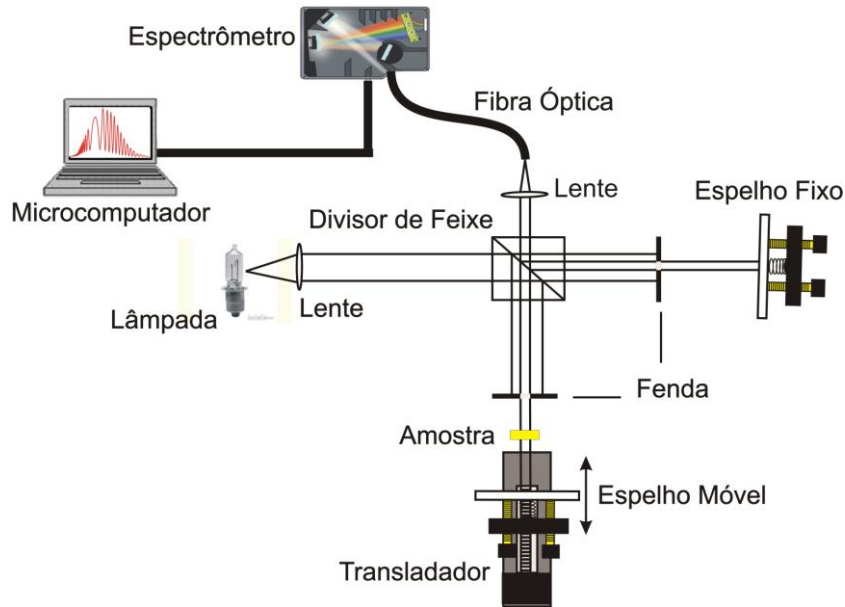 Espectrômetro
Fibra Óptica
Microcomputador
Lente
Espelho Fixo
Divisor de Feixe
Lâmpada
Lente
Fenda
Amostra
Espelho Móvel
Transladador